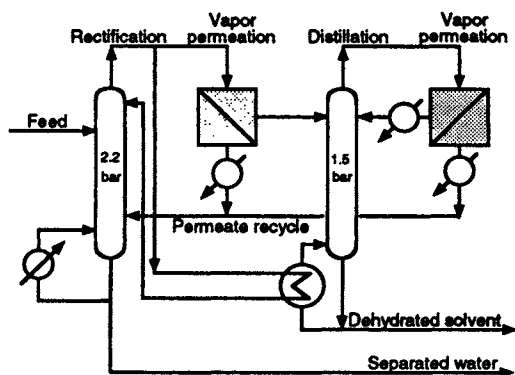 Vapor
permeation
Rectification
Distillation
Vapor
permeation
Feed
2.2
bar
1.5
bar
Permeate recycle
Dehydrated solvent
Separated water